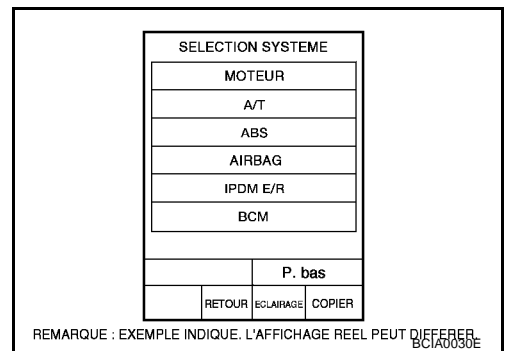 SELECTION SYSTEME
MOTEUR
A/T
ABS
AIRBAG
IPDM E/R
BCM
P. bas
RETOUR ECLAIRAGE COPIER
REMARQUE : EXEMPLE INDIQUE. L'AFFICHAGE REEL PEUT DIFFERER.
BCIA0030E